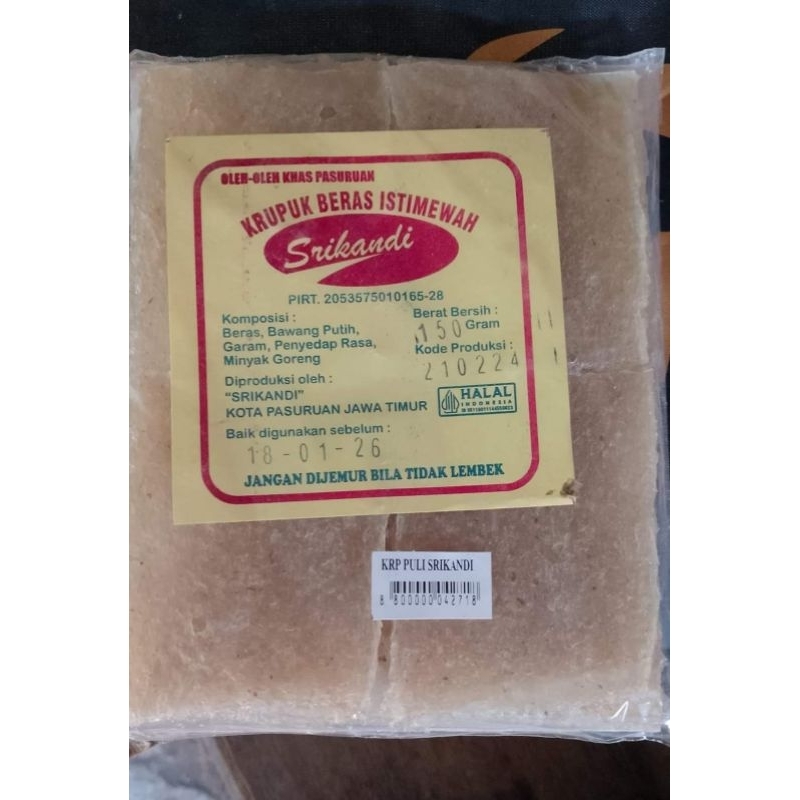 OLEH-OLEH KHAS PASURUAN
KRUPUK BERAS ISTIMEWAH
Srikandi
PIRT. 2053575010165-28
Komposisi :
Beras, Bawang Putih,
Garam, Penyedap Rasa,
Minyak Goreng
Berat Bersih :
150 Gram
Kode Produksi :
210224
Diproduksi oleh :
"SRIKANDI"
KOTA PASURUAN JAWA TIMUR
HALAL
INDONESIA
Baik digunakan sebelum :
18-01-26
JANGAN DIJEMUR BILA TIDAK LEMBEK
KRP PULI SRIKANDI
8 800000 042718